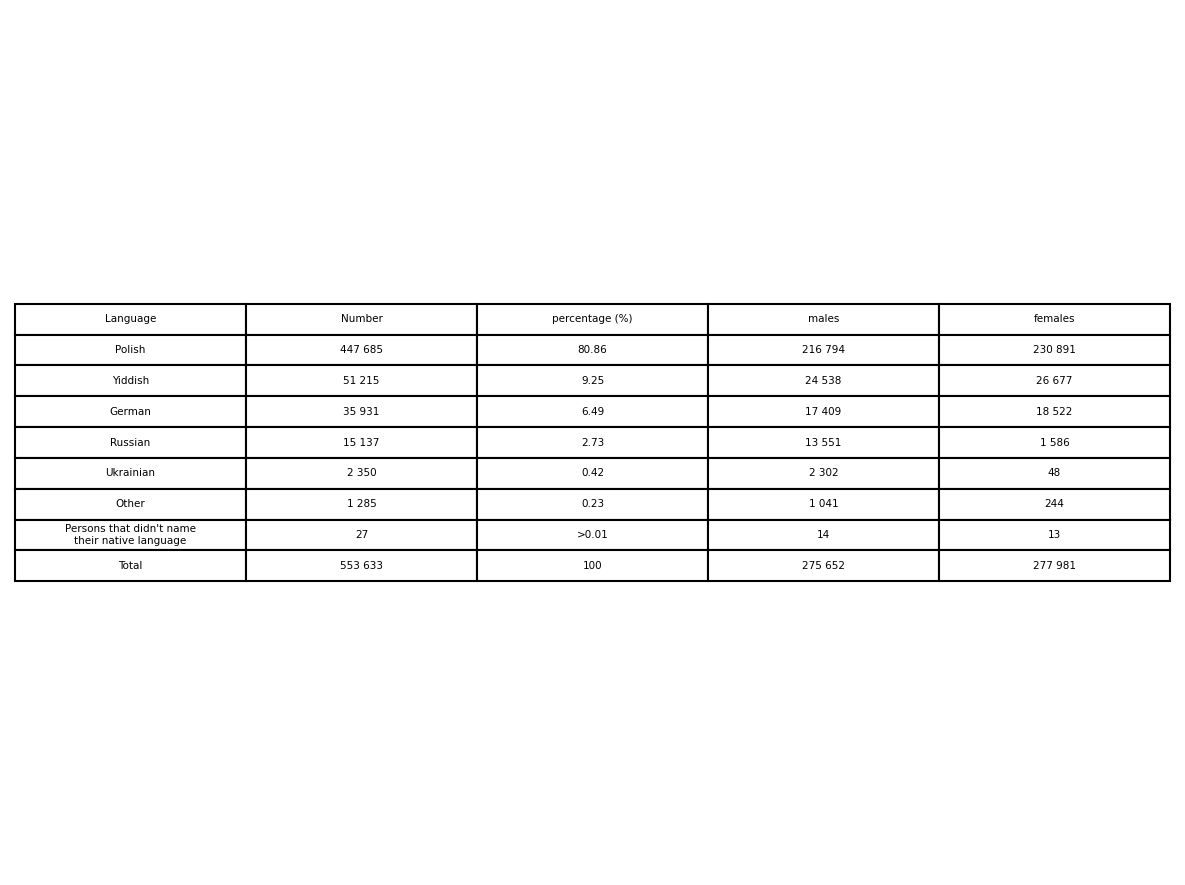 Language Number percentage (%) males females
Polish 447 685 80.86 216 794 230 891
Yiddish 51 215 9.25 24 538 26 677
German 35 931 6.49 17 409 18 522
Russian 15 137 2.73 13 551 1 586
Ukrainian 2 350 0.42 2 302 48
Other 1 285 0.23 1 041 244
Persons that didn't name
their native language 27 >0.01 14 13
Total 553 633 100 275 652 277 981